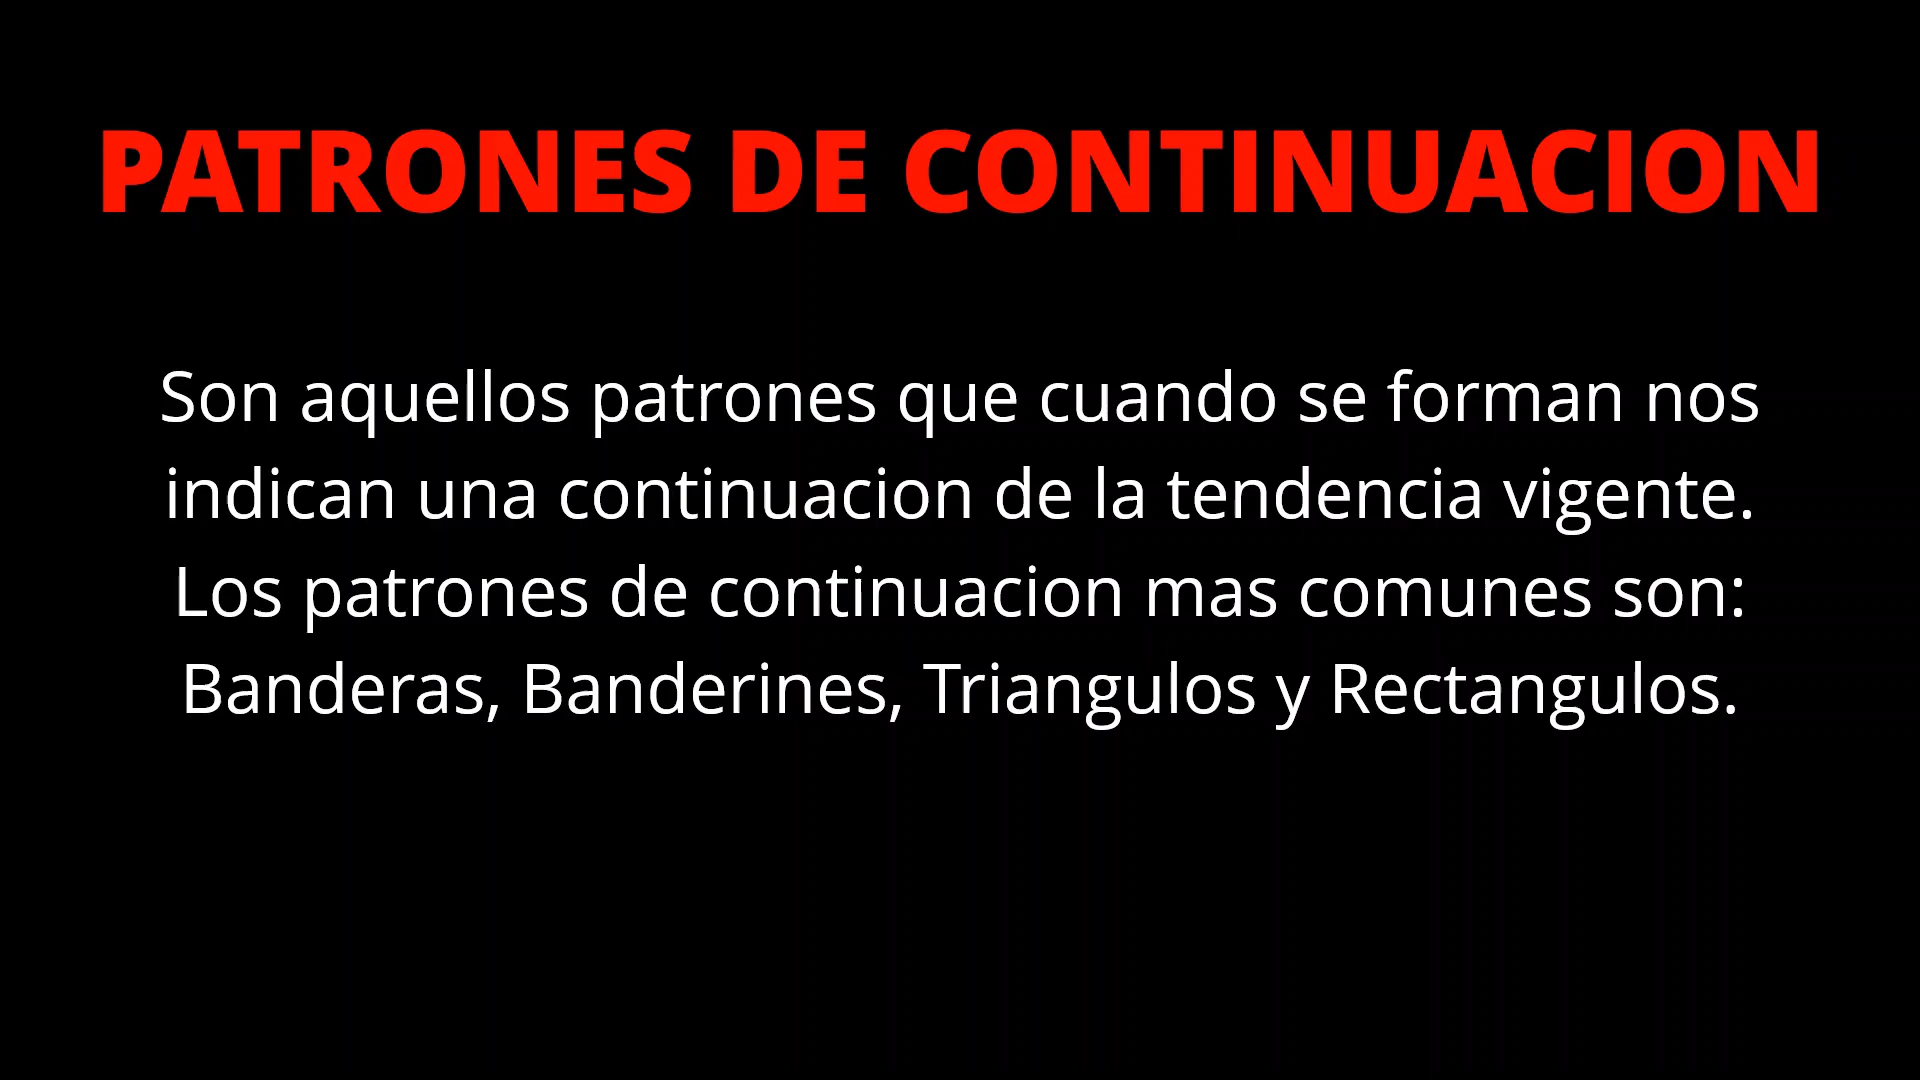 PATRONES DE CONTINUACION
Son aquellos patrones que cuando se forman nos
indican una continuacion de la tendencia vigente.
Los patrones de continuacion mas comunes son:
Banderas, Banderines, Triangulos y Rectangulos.